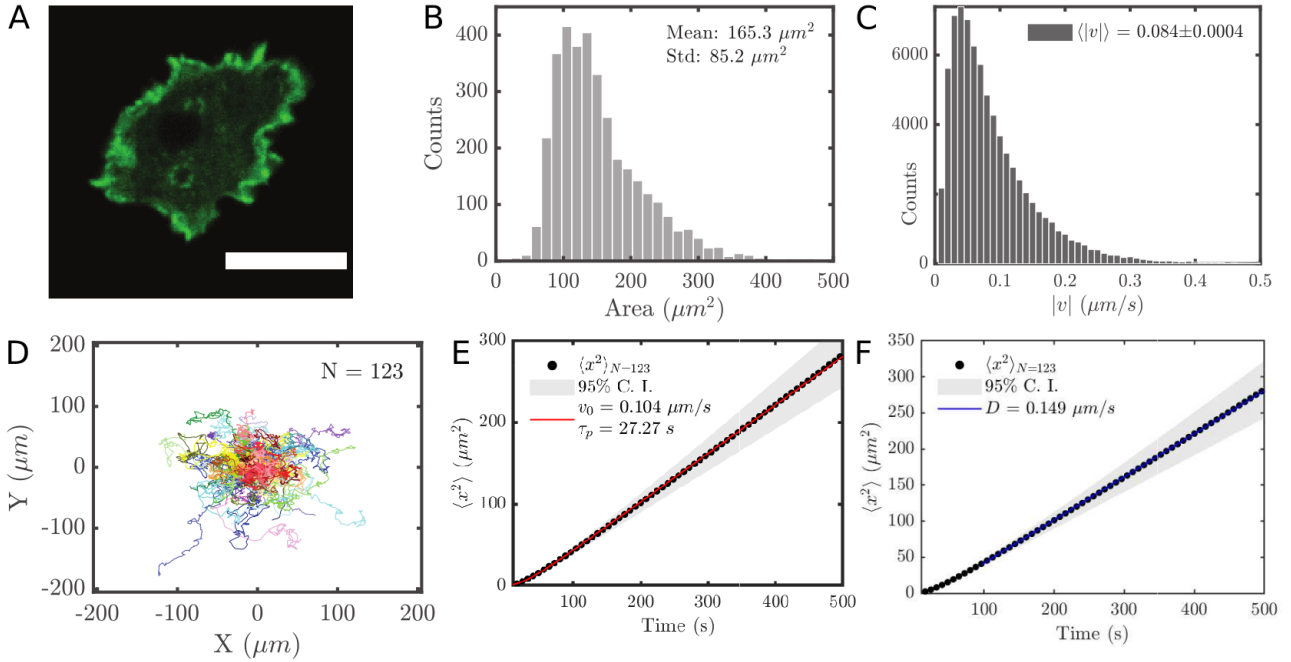 A
B
Mean: 165.3 μm²
Std: 85.2 μm²
400
300
200
100
0
Counts
0 100 200 300 400 500
Area (μm²)
C
⟨|v|⟩ = 0.084±0.0004
6000
4000
2000
0
Counts
0 0.1 0.2 0.3 0.4 0.5
|v| (μm/s)
D
N = 123
200
100
0
-100
-200
Y (μm)
-200 -100 0 100 200
X (μm)
E
⟨x²⟩N−123
95% C. I.
v₀ = 0.104 μm/s
τₚ = 27.27 s
300
200
100
0
⟨x²⟩ (μm²)
100 200 300 400 500
Time (s)
F
⟨x²⟩N=123
95% C. I.
D = 0.149 μm/s
350
300
250
200
150
100
50
0
⟨x²⟩ (μm²)
100 200 300 400 500
Time (s)